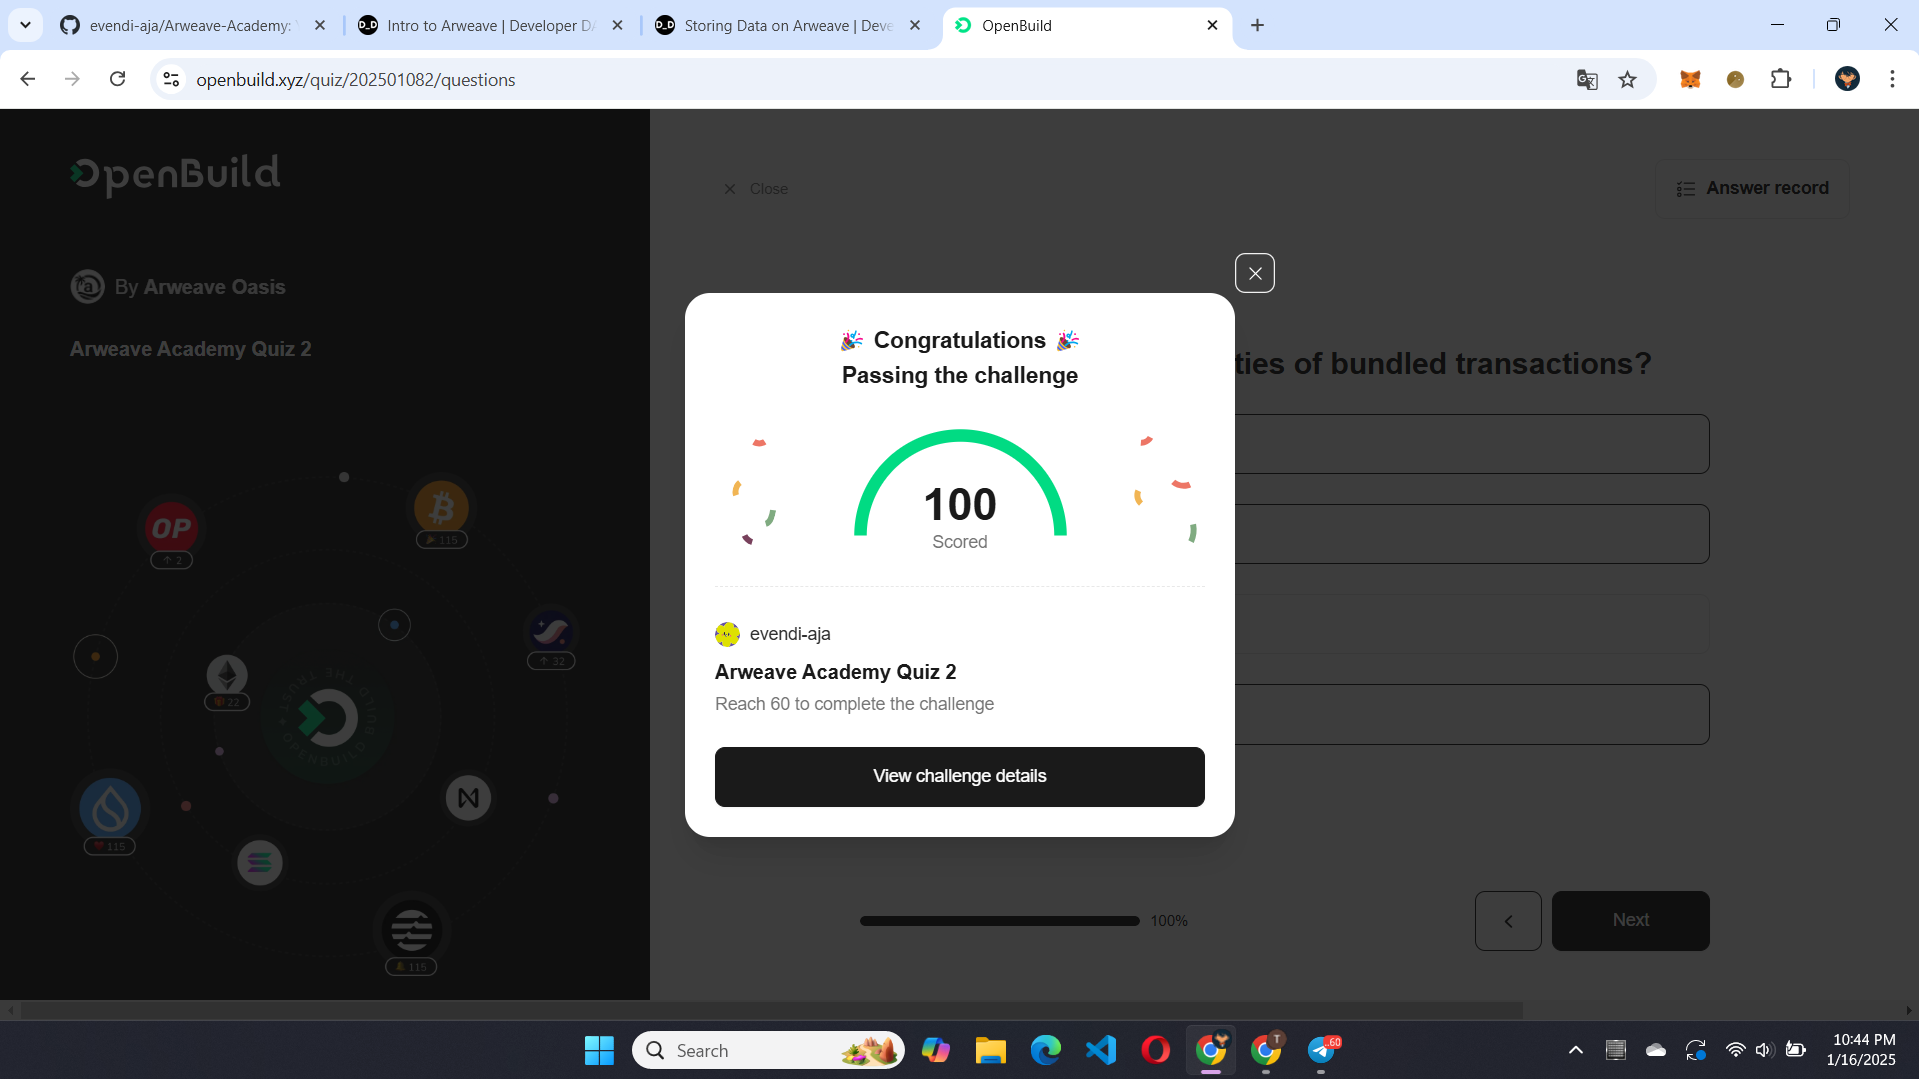 evendi-aja/Arweave-Academy:
Intro to Arweave | Developer
Storing Data on Arweave | Deve
OpenBuild
openbuild.xyz/quiz/202501082/questions
OpenBuild
By Arweave Oasis
Arweave Academy Quiz 2
Close
Answer record
ties of bundled transactions?
Congratulations
Passing the challenge
100
Scored
evendi-aja
Arweave Academy Quiz 2
Reach 60 to complete the challenge
View challenge details
OP
2
115
32
22
115
115
100%
Next
Search
T
60
10:44 PM
1/16/2025